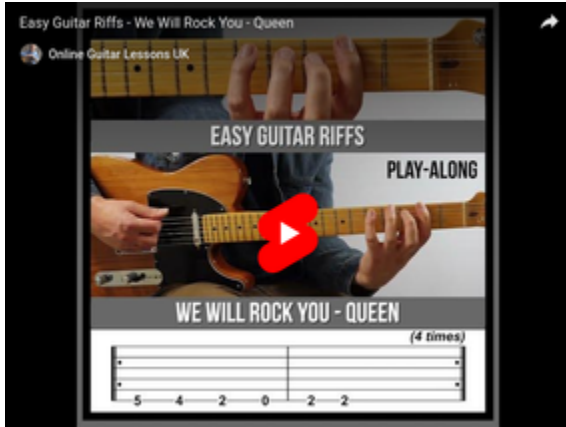 Easy Guitar Riffs - We Will Rock You - Queen
Online Guitar Lessons UK
EASY GUITAR RIFFS
PLAY-ALONG
WE WILL ROCK YOU - QUEEN
(4 times)
5 4 2 0 2 2